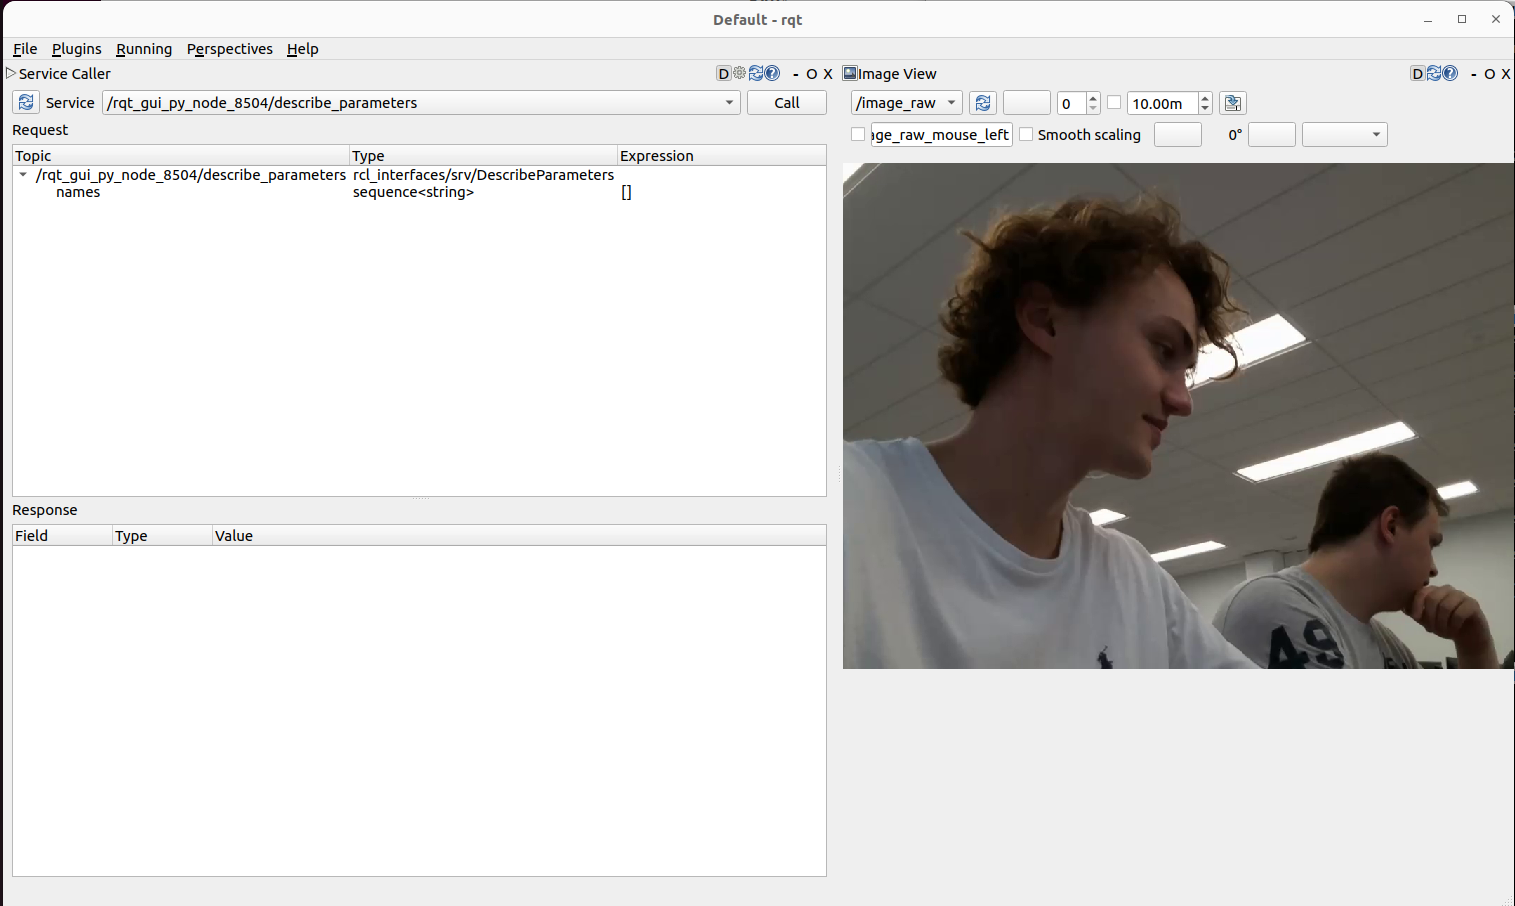 Default - rqt
File Plugins Running Perspectives Help
Service Caller
D - O X
Service /rqt_gui_py_node_8504/describe_parameters Call
Request
Topic Type Expression
/rqt_gui_py_node_8504/describe_parameters rcl_interfaces/srv/DescribeParameters
names sequence<string> []
Response
Field Type Value
Image View
D - O X
/image_raw 0 10.00m
age_raw_mouse_left Smooth scaling 0°
49